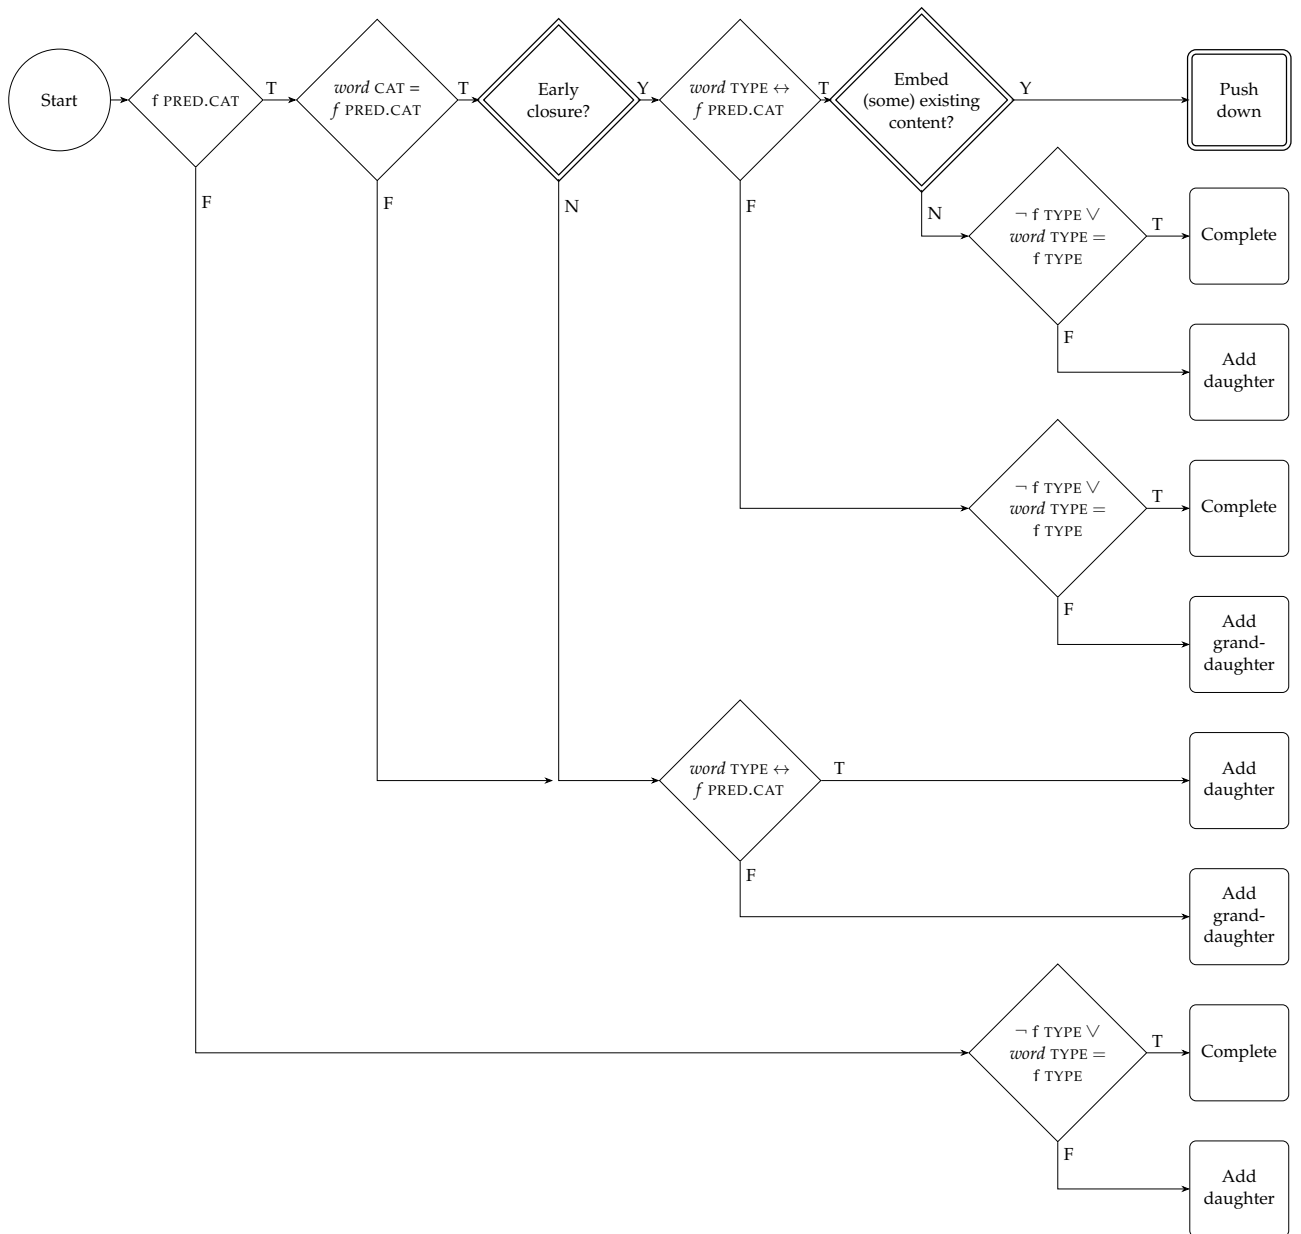 Start
f PRED.CAT
T
word CAT =
f PRED.CAT
T
Early
closure?
Y
word TYPE ↔
f PRED.CAT
T
Embed
(some) existing
content?
Y
Push
down
F
F
N
F
N
¬ f TYPE ∨
word TYPE =
f TYPE
T
Complete
F
Add
daughter
¬ f TYPE ∨
word TYPE =
f TYPE
T
Complete
F
Add
grand-
daughter
word TYPE ↔
f PRED.CAT
T
Add
daughter
F
Add
grand-
daughter
¬ f TYPE ∨
word TYPE =
f TYPE
T
Complete
F
Add
daughter